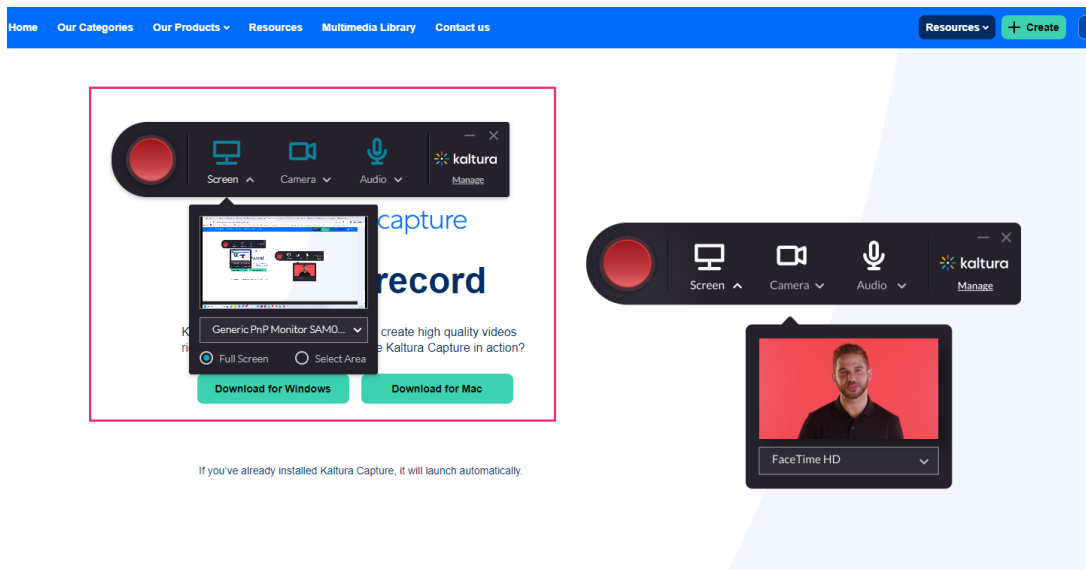 Home Our Categories Our Products Resources Multimedia Library Contact us Resources + Create
Screen Camera Audio kaltura
Manage
capture
record
create high quality videos
e Kaltura Capture in action?
Generic PnP Monitor SAM0...
Full Screen Select Area
Download for Windows Download for Mac
If you've already installed Kaltura Capture, it will launch automatically.
Screen Camera Audio kaltura
Manage
FaceTime HD